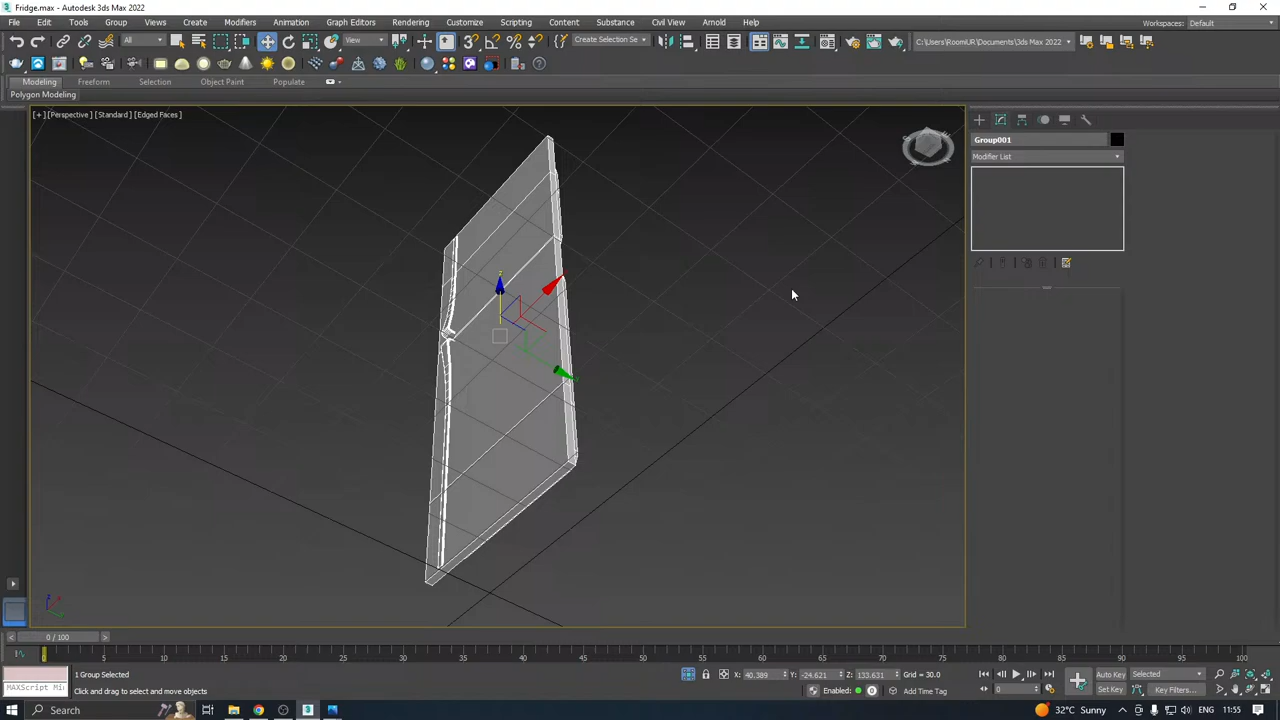 Fridge.max - Autodesk 3ds Max 2022
File Edit Tools Group Views Create Modifiers Animation Graph Editors Rendering Customize Scripting Content Substance Civil View Arnold Help
Workspaces: Default
All View Create Selection Se C:\Users\RoomUR\Documents\3ds Max 2022
Modeling Freeform Selection Object Paint Populate
Polygon Modeling
[+] [Perspective] [Standard] [Edged Faces]
Group001
Modifier List
z
0 / 100
0 5 10 15 20 25 30 35 40 45 50 55 60 65 70 75 80 85 90 95 100
1 Group Selected
X: 40.389 Y: -24.621 Z: 133.631 Grid = 30.0
Auto Key Selected
MAXScript Mi
Click and drag to select and move objects
Enabled:
Add Time Tag
0
Set Key
Key Filters...
Search
32°C Sunny
ENG 11:55